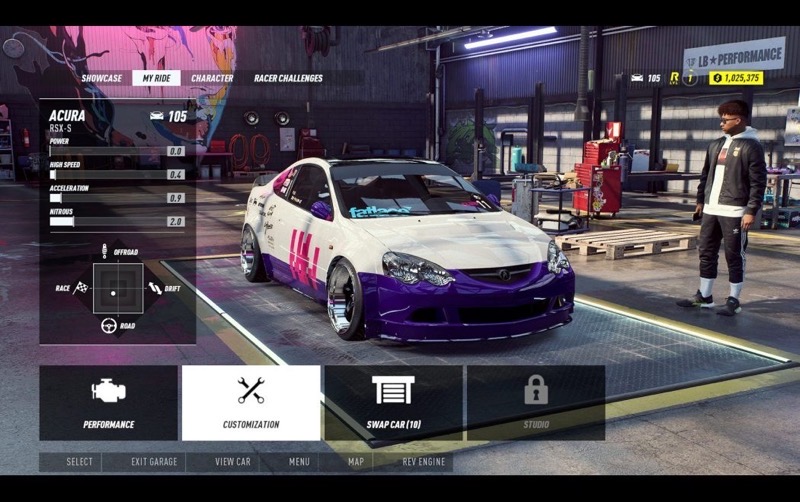 LB★PERFORMANCE
SHOWCASE MY RIDE CHARACTER RACER CHALLENGES
105 R 1 1,025,375
ACURA 105
RSX-S
POWER
0.0
HIGH SPEED
0.4
ACCELERATION
0.9
NITROUS
2.0
OFFROAD
RACE DRIFT
ROAD
fatlace
PERFORMANCE CUSTOMIZATION SWAP CAR (10) STUDIO
SELECT EXIT GARAGE VIEW CAR MENU MAP REV ENGINE